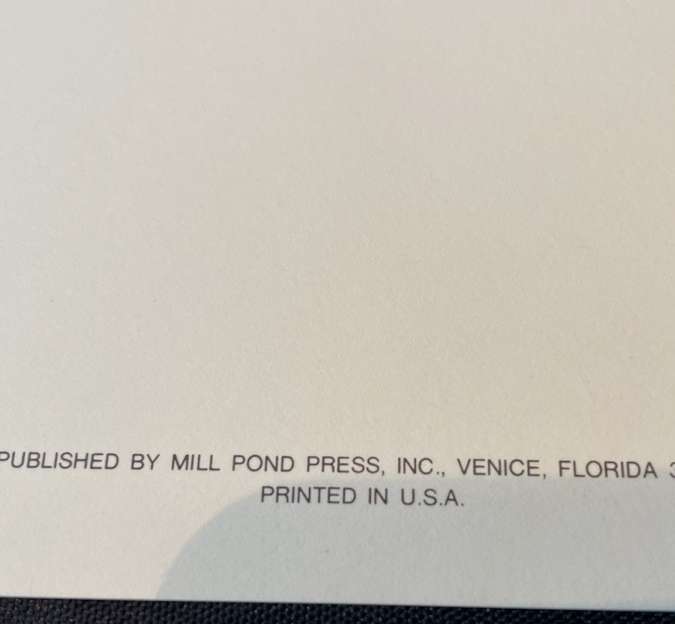 PUBLISHED BY MILL POND PRESS, INC., VENICE, FLORIDA
PRINTED IN U.S.A.